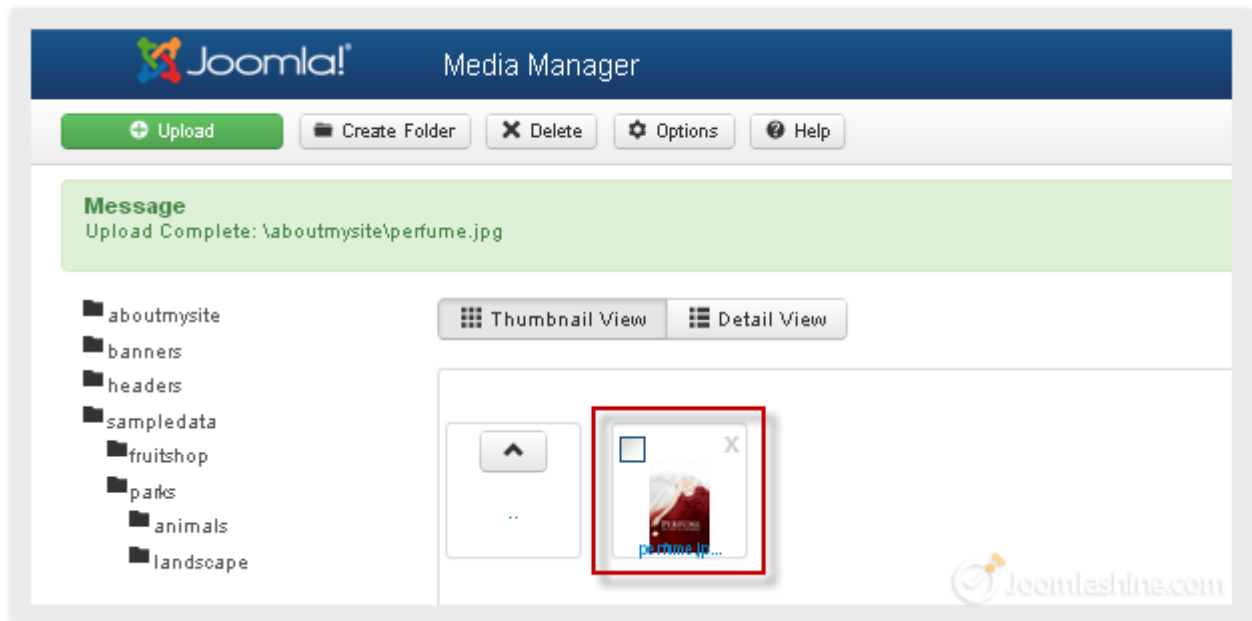 Joomla!
Media Manager
Upload
Create Folder
Delete
Options
Help
Message
Upload Complete: \aboutmysite\perfume.jpg
aboutmysite
banners
headers
sampledata
fruitshop
parks
animals
landscape
Thumbnail View
Detail View
..
X
PERFUME
perfume.jp...
Joomlashine.com